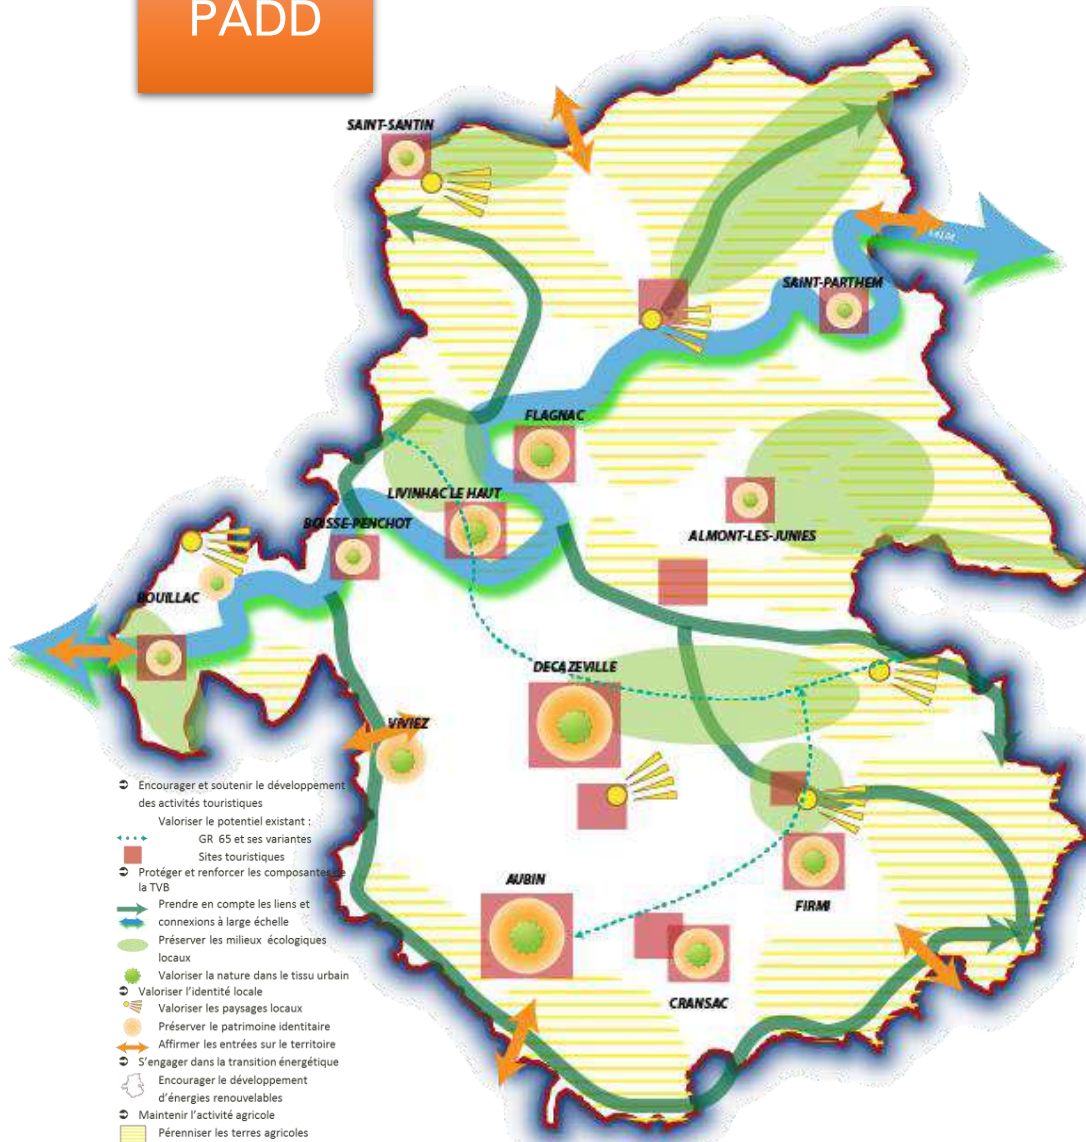 PADD
SAINT-SANTIN
SAINT-PARTHEM
FLAGNAC
LIVINHAC LE HAUT
BOISSE-PENCHOT
ALMONT-LES-JUNIES
BOUILLAC
DECAZEVILLE
VIVIEZ
AUBIN
FIRMI
CRANSAC
Encourager et soutenir le développement
des activités touristiques
Valoriser le potentiel existant :
GR 65 et ses variantes
Sites touristiques
Protéger et renforcer les composantes de
la TVB
Prendre en compte les liens et
connexions à large échelle
Préserver les milieux écologiques
locaux
Valoriser la nature dans le tissu urbain
Valoriser l'identité locale
Valoriser les paysages locaux
Préserver le patrimoine identitaire
Affirmer les entrées sur le territoire
S'engager dans la transition énergétique
Encourager le développement
d'énergies renouvelables
Maintenir l'activité agricole
Pérenniser les terres agricoles